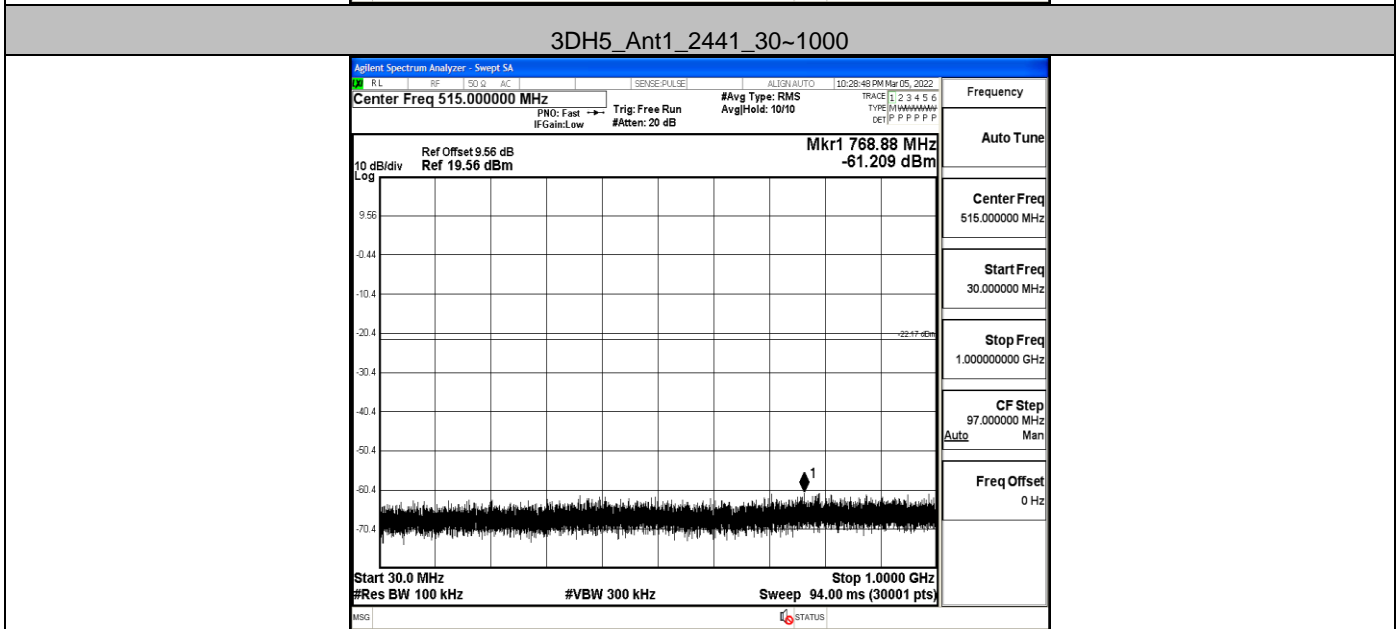 3DH5_Ant1_2441_30~1000
Agilent Spectrum Analyzer - Swept SA
RL RF 50 Ω AC SENSE:PULSE ALIGN AUTO 10:28:48 PM Mar 05, 2022
Center Freq 515.000000 MHz
PNO: Fast
IFGain:Low
Trig: Free Run
#Atten: 20 dB
#Avg Type: RMS
Avg|Hold: 10/10
TRACE 1 2 3 4 5 6
TYPE M
DET P P P P P P
Ref Offset 9.56 dB
10 dB/div Ref 19.56 dBm
Log
Mkr1 768.88 MHz
-61.209 dBm
9.56
-0.44
-10.4
-20.4
-22.17 dBm
-30.4
-40.4
-50.4
-60.4
-70.4
1
Start 30.0 MHz Stop 1.0000 GHz
#Res BW 100 kHz #VBW 300 kHz Sweep 94.00 ms (30001 pts)
MSG STATUS
Frequency
Auto Tune
Center Freq
515.000000 MHz
Start Freq
30.000000 MHz
Stop Freq
1.000000000 GHz
CF Step
97.000000 MHz
Auto Man
Freq Offset
0 Hz